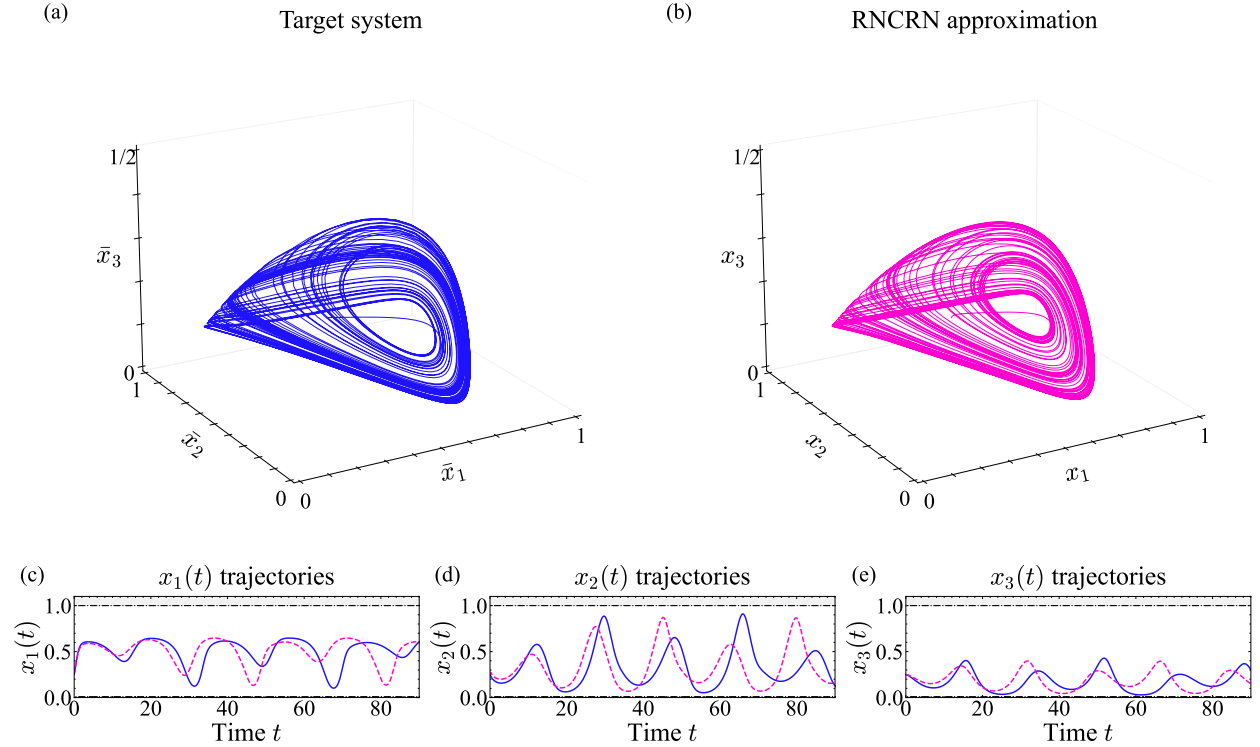 (a)
Target system
(b)
RNCRN approximation
1/2
x̄₃
0
1
x̄₂
0
0
x̄₁
1
1/2
x₃
0
1
x₂
0
0
x₁
1
(c)
x₁(t) trajectories
x₁(t)
1.0
0.5
0.0
0 20 40 60 80
Time t
(d)
x₂(t) trajectories
x₂(t)
1.0
0.5
0.0
0 20 40 60 80
Time t
(e)
x₃(t) trajectories
x₃(t)
1.0
0.5
0.0
0 20 40 60 80
Time t